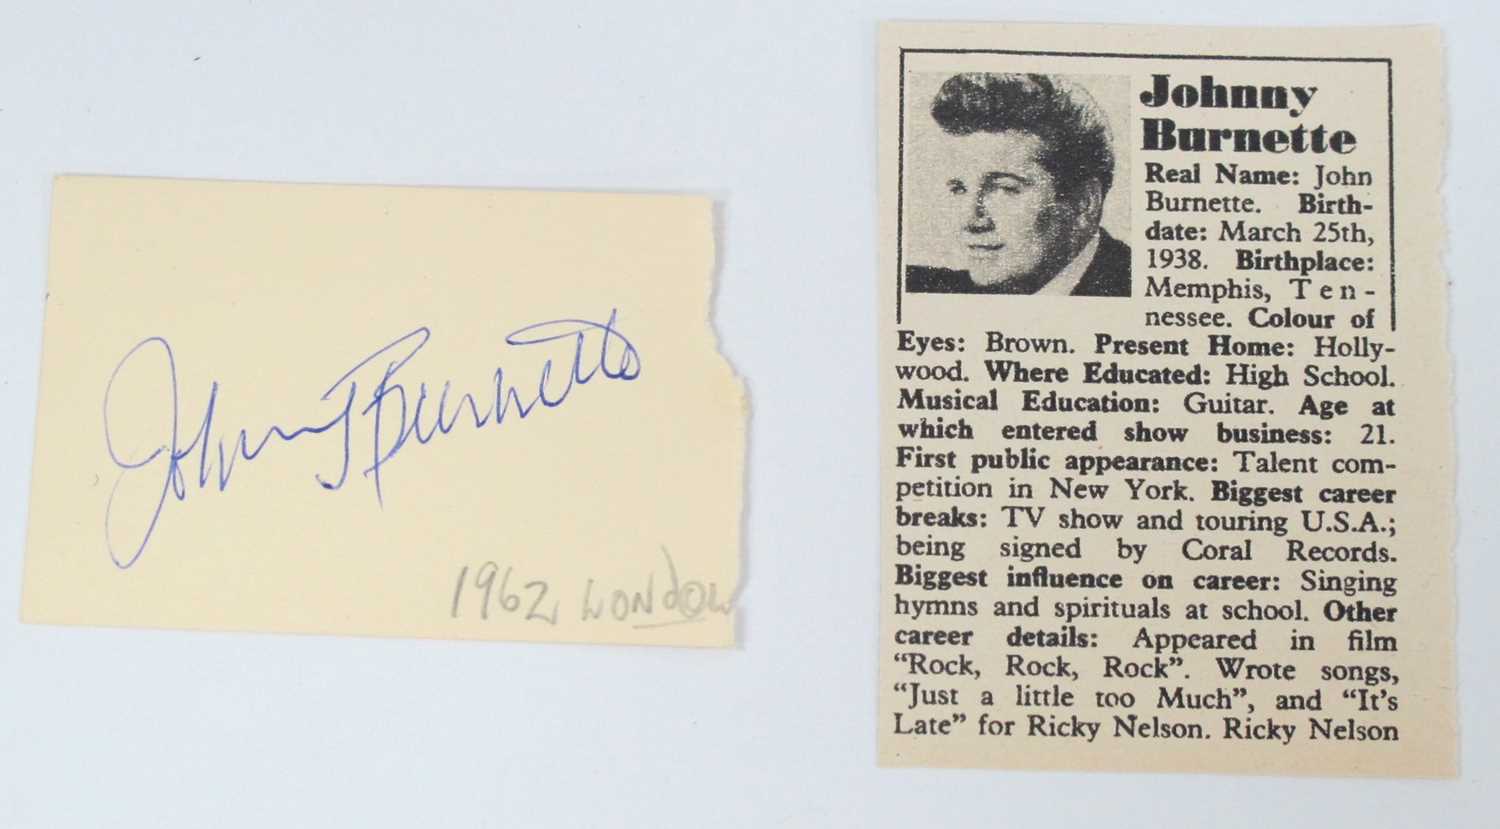 Johnny Burnette
1962 LONDON
Johnny
Burnette
Real Name: John
Burnette. Birth-
date: March 25th,
1938. Birthplace:
Memphis, Ten-
nessee. Colour of
Eyes: Brown. Present Home: Holly-
wood. Where Educated: High School.
Musical Education: Guitar. Age at
which entered show business: 21.
First public appearance: Talent com-
petition in New York. Biggest career
breaks: TV show and touring U.S.A.;
being signed by Coral Records.
Biggest influence on career: Singing
hymns and spirituals at school. Other
career details: Appeared in film
“Rock, Rock, Rock”. Wrote songs,
“Just a little too Much”, and “It's
Late” for Ricky Nelson. Ricky Nelson